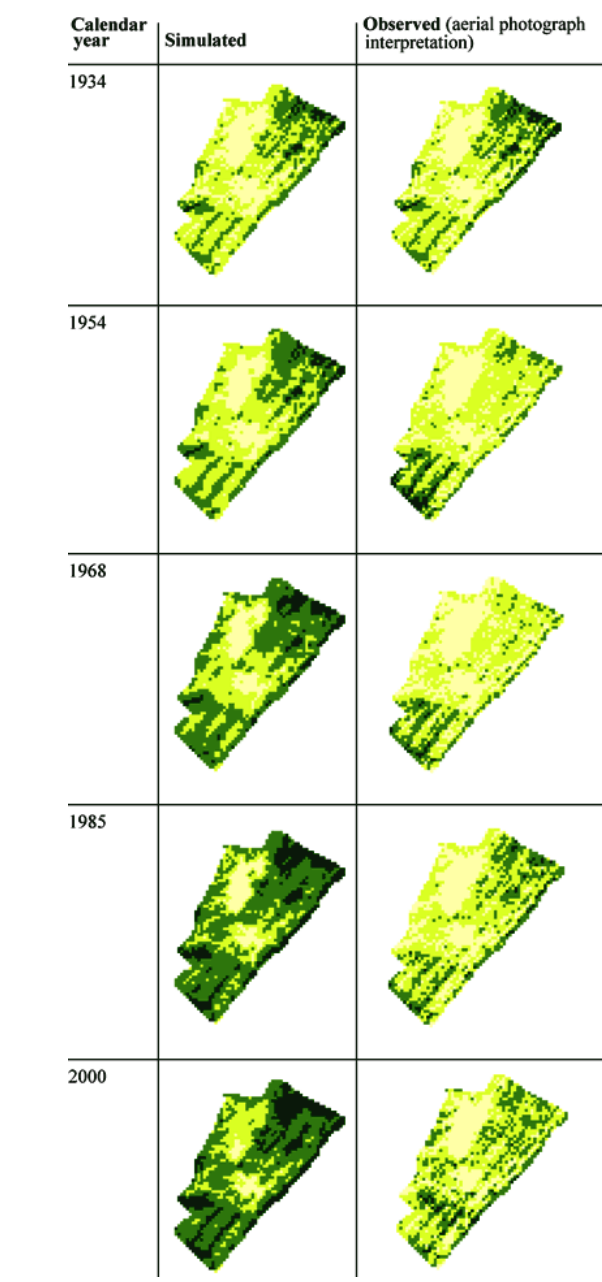 Calendar
year
Simulated
Observed (aerial photograph
interpretation)
1934
1954
1968
1985
2000